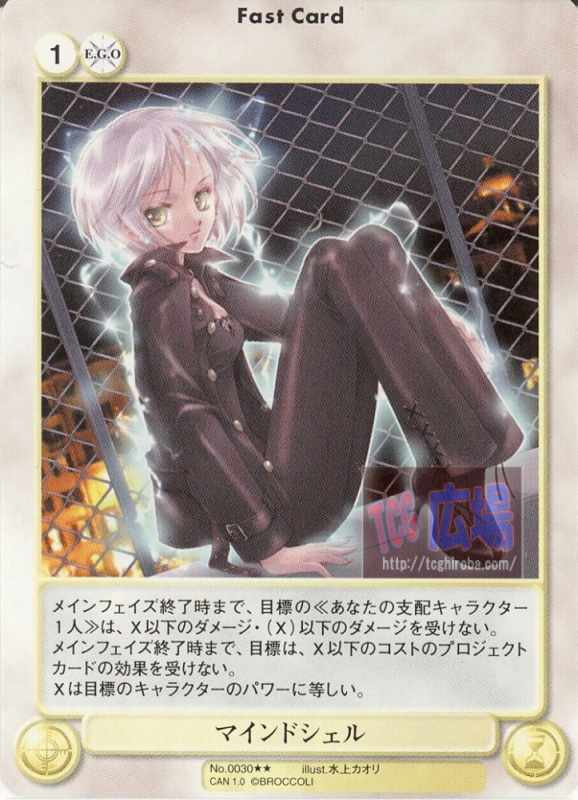 Fast Card
1
E.G.O
TCG 広場
http://tcghiroba.com/
メインフェイズ終了時まで、目標の≪あなたの支配キャラクター
1人≫は、X以下のダメージ・（X）以下のダメージを受けない。
メインフェイズ終了時まで、目標は、X以下のコストのプロジェクト
カードの効果を受けない。
Xは目標のキャラクターのパワーに等しい。
マインドシェル
No.0030★★ illust.水上カオリ
CAN 1.0 ©BROCCOLI